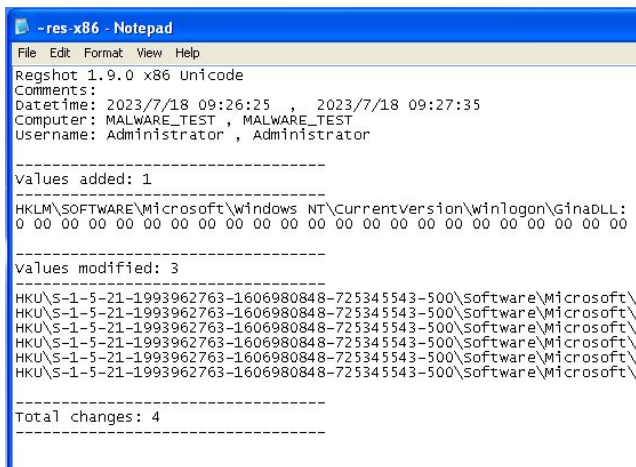 ~res-x86 - Notepad
File Edit Format View Help
Regshot 1.9.0 x86 Unicode
Comments:
Datetime: 2023/7/18 09:26:25 , 2023/7/18 09:27:35
Computer: MALWARE_TEST , MALWARE_TEST
Username: Administrator , Administrator
----------------------------------
Values added: 1
----------------------------------
HKLM\SOFTWARE\Microsoft\Windows NT\CurrentVersion\Winlogon\GinaDLL:
0 00 00 00 00 00 00 00 00 00 00 00 00 00 00 00 00 00 00 00 00 00 00
----------------------------------
Values modified: 3
----------------------------------
HKU\S-1-5-21-1993962763-1606980848-725345543-500\Software\Microsoft\
HKU\S-1-5-21-1993962763-1606980848-725345543-500\Software\Microsoft\
HKU\S-1-5-21-1993962763-1606980848-725345543-500\Software\Microsoft\
HKU\S-1-5-21-1993962763-1606980848-725345543-500\Software\Microsoft\
HKU\S-1-5-21-1993962763-1606980848-725345543-500\Software\Microsoft\
HKU\S-1-5-21-1993962763-1606980848-725345543-500\Software\Microsoft\
----------------------------------
Total changes: 4
----------------------------------